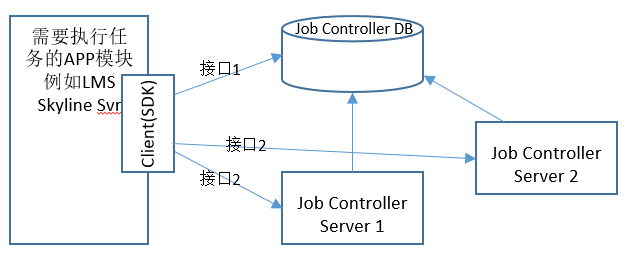 需要执行任
务的APP模块
例如LMS
Skyline Svr
Client(SDK)
接口1
Job Controller DB
接口2
接口2
Job Controller
Server 1
Job Controller
Server 2